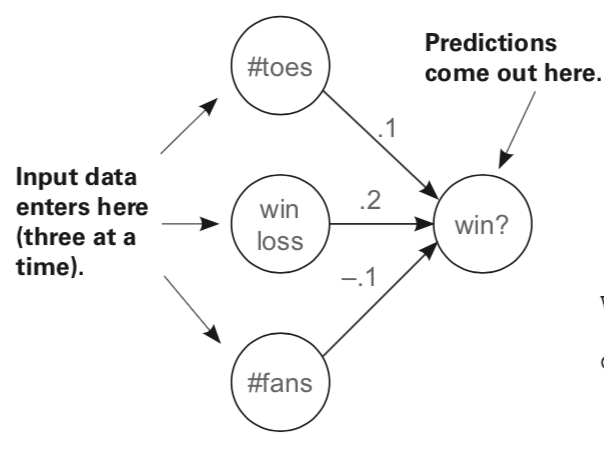 #toes
Predictions
come out here.
.1
Input data
enters here
(three at a
time).
win
loss
.2
win?
–.1
#fans